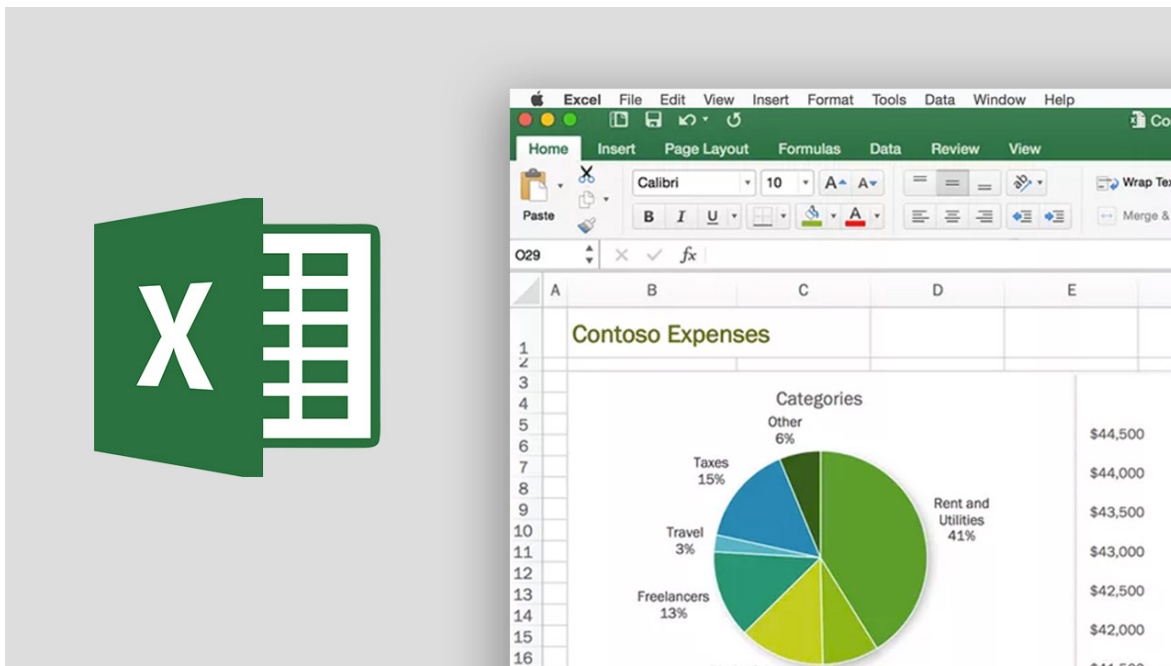 X
Excel File Edit View Insert Format Tools Data Window Help
Home Insert Page Layout Formulas Data Review View
Calibri 10 A A
Wrap
Paste B I U A
Merge &
O29 fx
A B C D E
1 Contoso Expenses
2
3
4 Categories
5 Other
6 6% $44,500
7 Taxes
15% $44,000
8
9 Rent and
Utilities $43,500
10 Travel 41%
11 3% $43,000
12
13 Freelancers $42,500
14 13%
15 $42,000
16